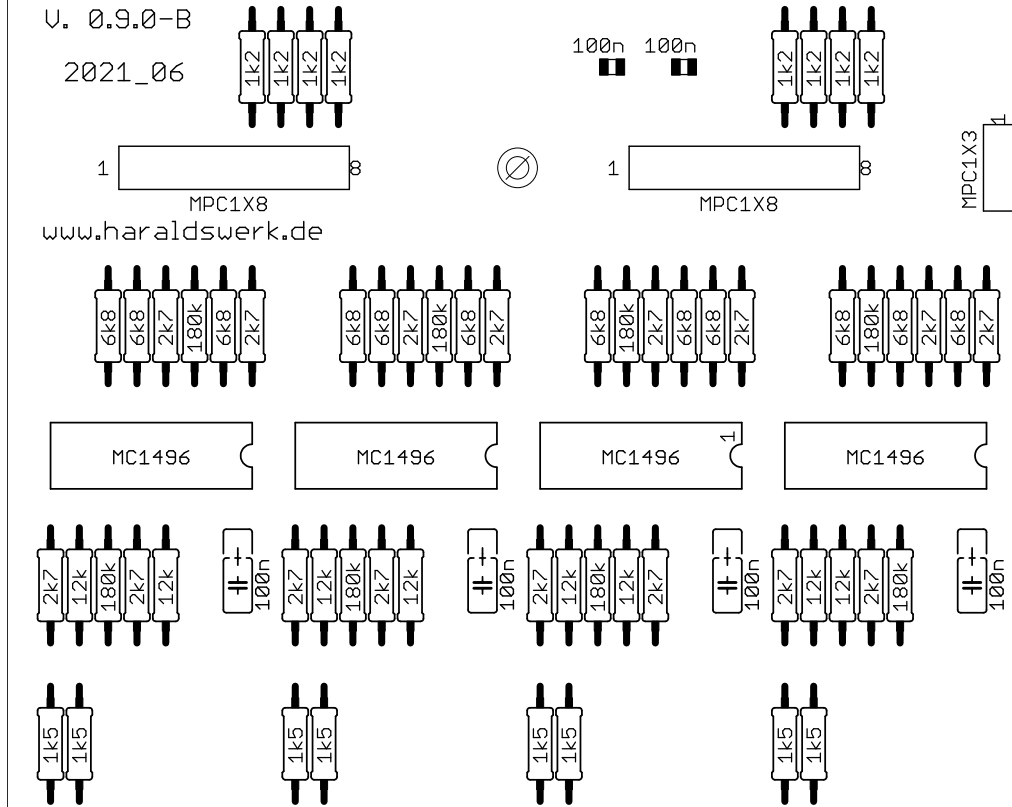 V. 0.9.0-B
2021_06
1k2 1k2 1k2 1k2
100n 100n
1k2 1k2 1k2 1k2
1 8
MPC1X8
1 8
MPC1X8
1
MPC1X3
www.haraldswerk.de
6k8 6k8 2k7 180k 6k8 2k7
6k8 6k8 2k7 180k 6k8 2k7
6k8 180k 2k7 6k8 6k8 2k7
6k8 180k 6k8 2k7 6k8 2k7
MC1496
MC1496
MC1496 1
MC1496
2k7 12k 180k 2k7 12k 100n
2k7 12k 180k 2k7 12k 100n
2k7 12k 180k 12k 2k7 100n
2k7 12k 12k 2k7 180k 100n
1k5 1k5
1k5 1k5
1k5 1k5
1k5 1k5